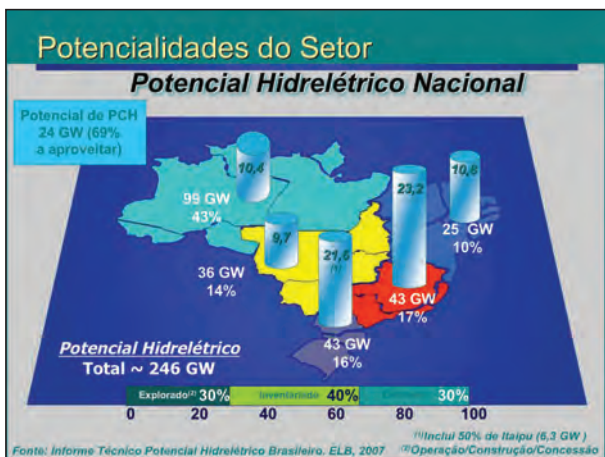 Potencialidades do Setor
Potencial Hidrelétrico Nacional
Potencial de PCH
24 GW (69%
a aproveitar)
10,4
99 GW
43%
9,7
36 GW
14%
21,6
(1)
43 GW
16%
23,2
43 GW
17%
10,8
25 GW
10%
Potencial Hidrelétrico
Total ~ 246 GW
Explorado(2) 30%
Inventariado 40%
30%
0 20 40 60 80 100
(1)Inclui 50% de Itaipu (6,3 GW )
Fonte: Informe Técnico Potencial Hidrelétrico Brasileiro. ELB, 2007
(2)Operação/Construção/Concessão